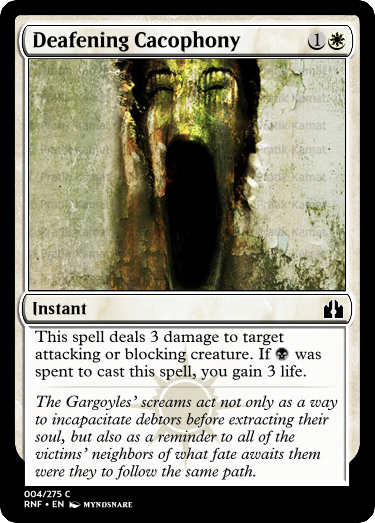 Deafening Cacophony 1
Pratik Kamat
Instant
This spell deals 3 damage to target
attacking or blocking creature. If was
spent to cast this spell, you gain 3 life.
The Gargoyles' screams act not only as a way
to incapacitate debtors before extracting their
soul, but also as a reminder to all of the
victims' neighbors of what fate awaits them
were they to follow the same path.
004/275 C
RNF • EN MYNDSNARE